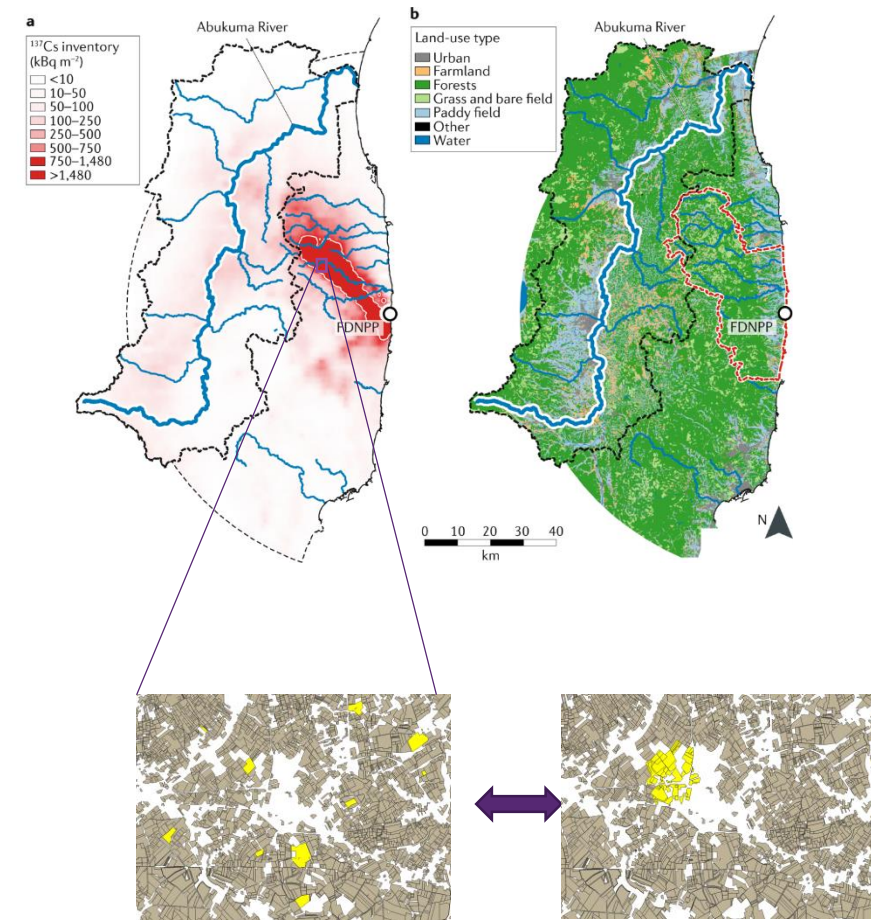 a
Abukuma River
¹³⁷Cs inventory
(kBq m⁻²)
<10
10–50
50–100
100–250
250–500
500–750
750–1,480
>1,480
FDNPP
b
Abukuma River
Land-use type
Urban
Farmland
Forests
Grass and bare field
Paddy field
Other
Water
FDNPP
0 10 20 30 40
km
N